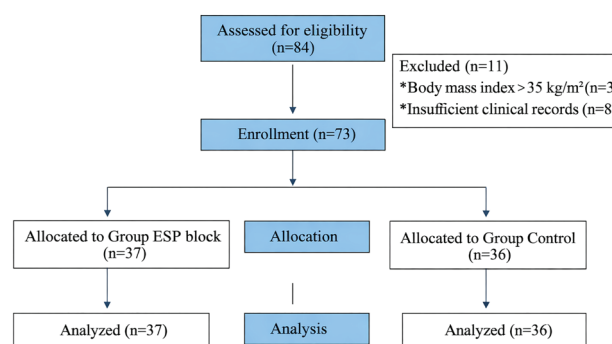 Assessed for eligibility
(n=84)
Excluded (n=11)
*Body mass index > 35 kg/m² (n=3
*Insufficient clinical records (n=8
Enrollment (n=73)
Allocated to Group ESP block
(n=37)
Allocation
Allocated to Group Control
(n=36)
Analyzed (n=37)
Analysis
Analyzed (n=36)